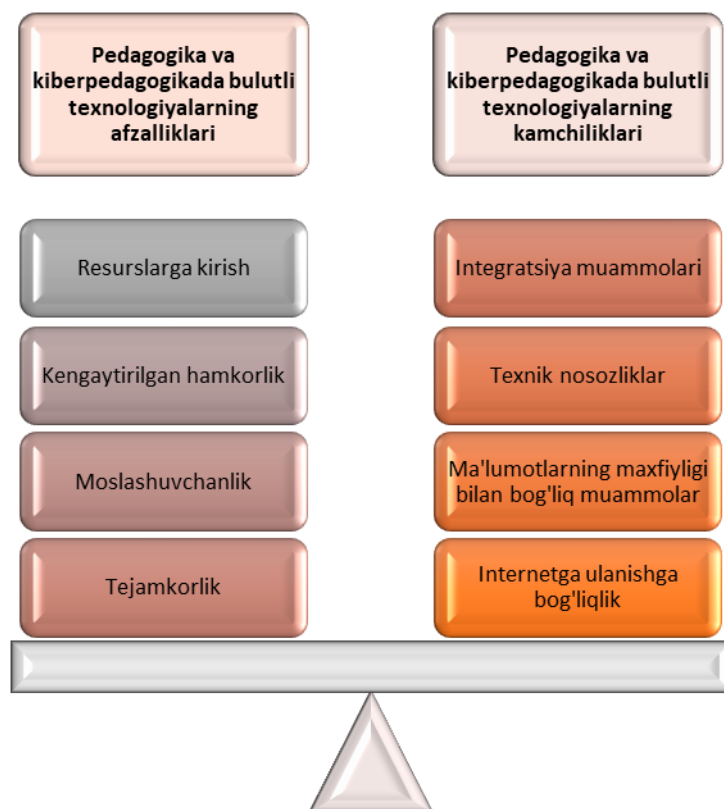 Pedagogika va
kiberpedagogikada bulutli
texnologiyalarning
afzalliklari
Resurslarga kirish
Kengaytirilgan hamkorlik
Moslashuvchanlik
Tejamkorlik
Pedagogika va
kiberpedagogikada bulutli
texnologiyalarning
kamchiliklari
Integratsiya muammolari
Texnik nosozliklar
Ma'lumotlarning maxfiyligi
bilan bog'liq muammolar
Internetga ulanishga
bog'liqlik